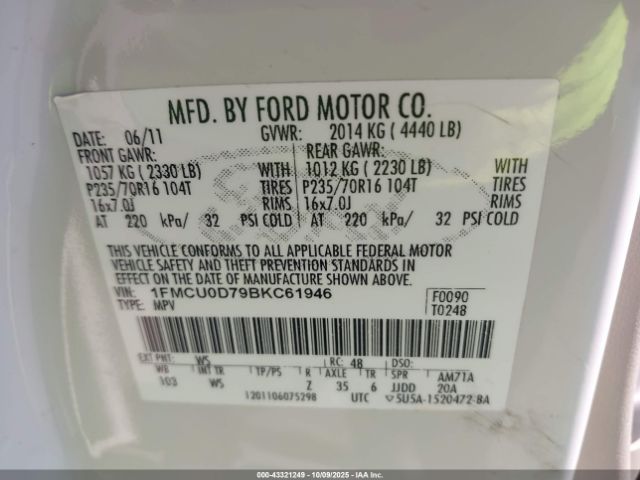 MFD. BY FORD MOTOR CO.
DATE: 06/11 GVWR: 2014 KG ( 4440 LB)
FRONT GAWR: REAR GAWR:
1057 KG ( 2330 LB) WITH 1012 KG ( 2230 LB) WITH
P235/70R16 104T TIRES P235/70R16 104T TIRES
16x7.0J RIMS 16x7.0J RIMS
AT 220 kPa/ 32 PSI COLD AT 220 kPa/ 32 PSI COLD
THIS VEHICLE CONFORMS TO ALL APPLICABLE FEDERAL MOTOR
VEHICLE SAFETY AND THEFT PREVENTION STANDARDS IN
EFFECT ON THE DATE OF MANUFACTURE SHOWN ABOVE.
VIN: 1FMCU0D79BKC61946 F0090
TYPE: MPV T0248
EXT PNT: WS RC: 48 DSO:
WB INT TR TP/PS R AXLE TR SPR AM71A
103 WS Z 35 6 JJDD 20A
1201106075298 UTC 5U5A-1520472-BA
000-43321249 - 10/09/2025 - IAAI.COM